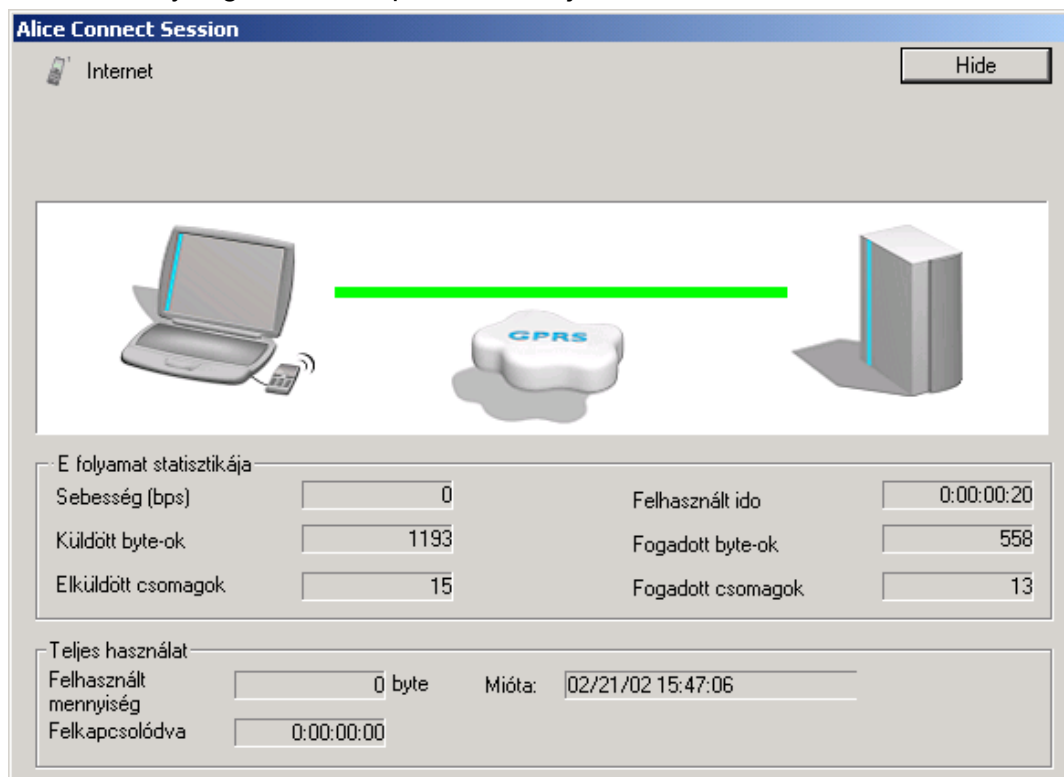 Alice Connect Session
Internet
Hide
GPRS
E folyamat statisztikája
Sebesség (bps) 0 Felhasznált ido 0:00:00:20
Küldött byte-ok 1193 Fogadott byte-ok 558
Elküldött csomagok 15 Fogadott csomagok 13
Teljes használat
Felhasznált
mennyiség 0 byte Mióta: 02/21/02 15:47:06
Felkapcsolódva 0:00:00:00